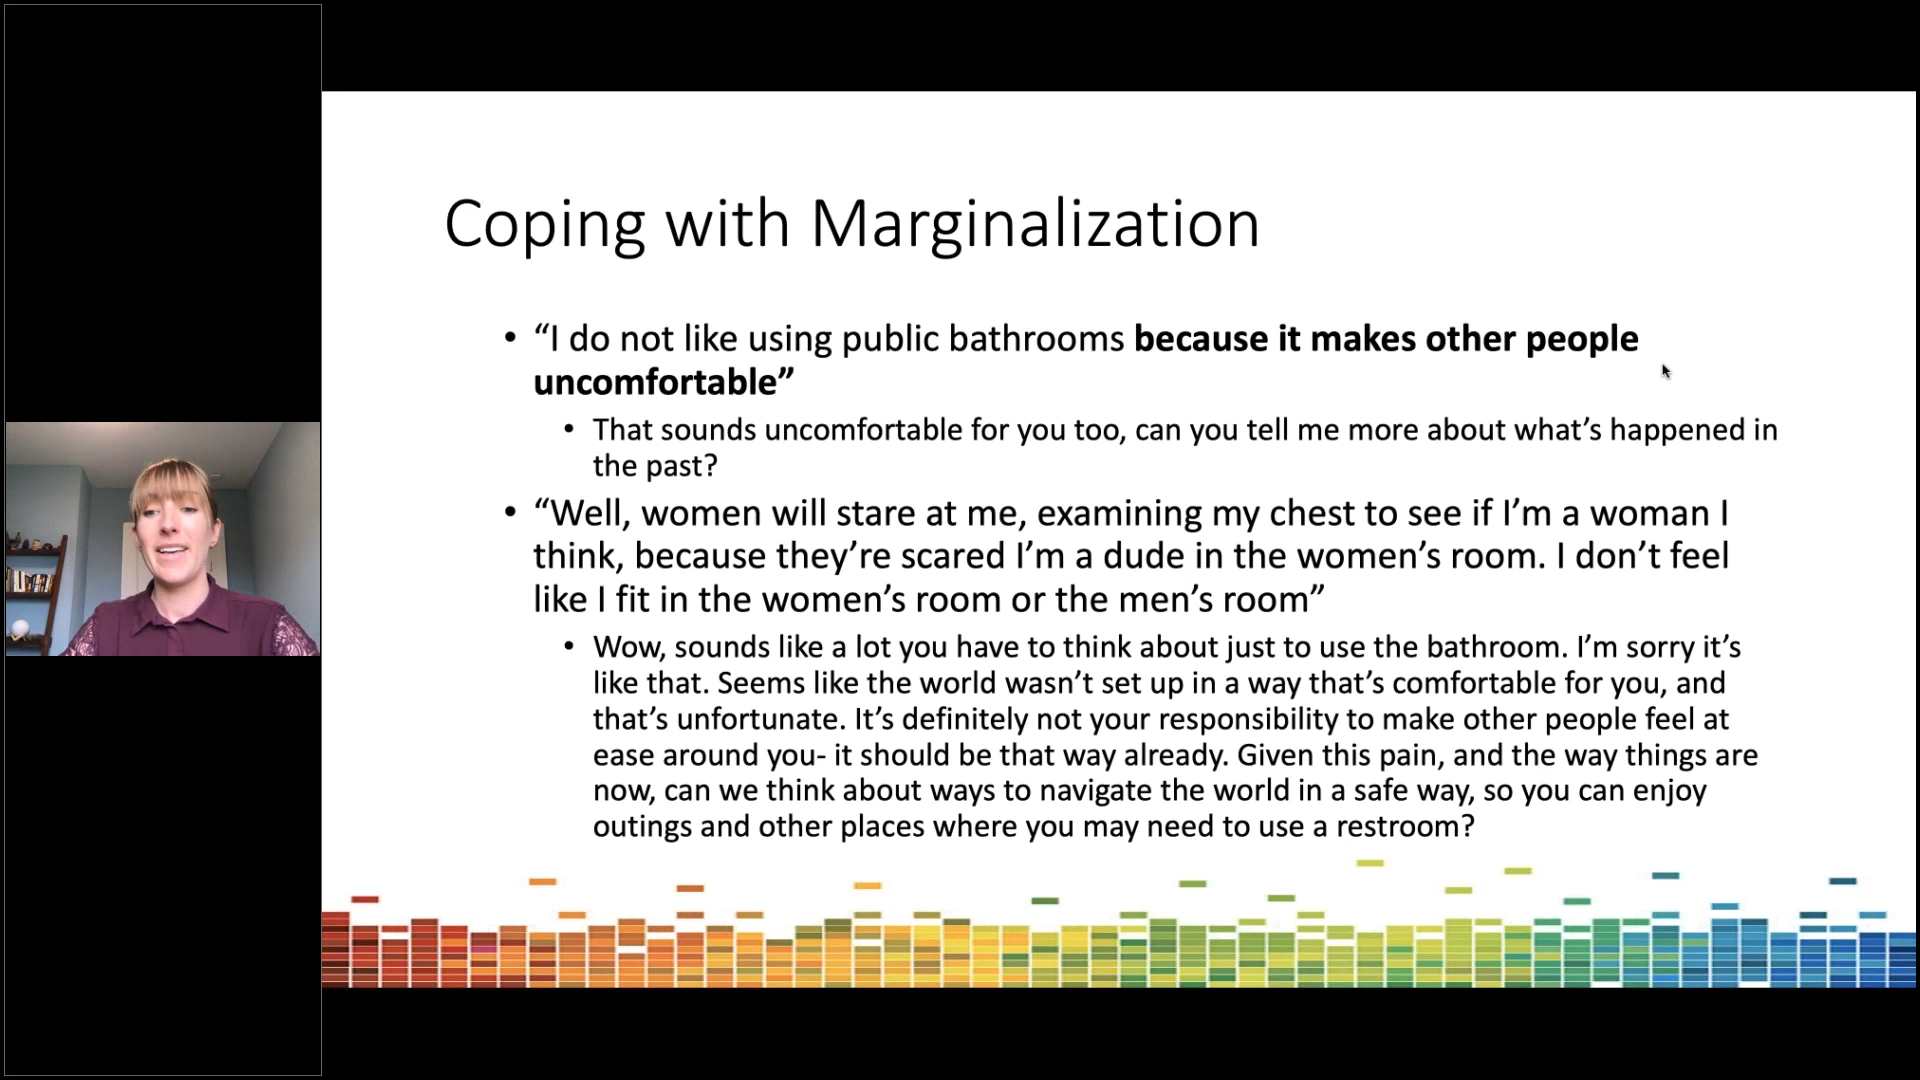 Coping with Marginalization
• “I do not like using public bathrooms because it makes other people
uncomfortable”
• That sounds uncomfortable for you too, can you tell me more about what’s happened in
the past?
• “Well, women will stare at me, examining my chest to see if I’m a woman I
think, because they’re scared I’m a dude in the women’s room. I don’t feel
like I fit in the women’s room or the men’s room”
• Wow, sounds like a lot you have to think about just to use the bathroom. I’m sorry it’s
like that. Seems like the world wasn’t set up in a way that’s comfortable for you, and
that’s unfortunate. It’s definitely not your responsibility to make other people feel at
ease around you- it should be that way already. Given this pain, and the way things are
now, can we think about ways to navigate the world in a safe way, so you can enjoy
outings and other places where you may need to use a restroom?